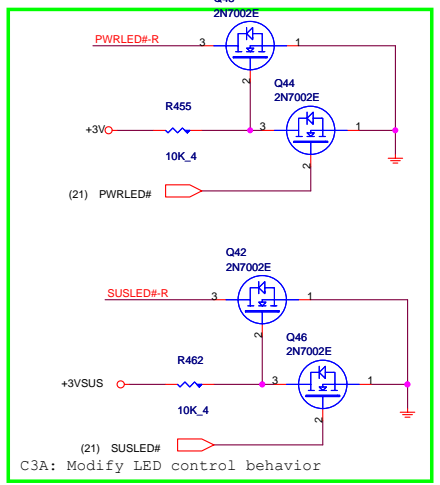 2N7002E
PWRLED#-R
3
1
2
Q44
2N7002E
R455
+3V
3
1
10K_4
2
(21) PWRLED#
Q42
2N7002E
SUSLED#-R
3
1
2
Q46
2N7002E
R462
+3VSUS
3
1
10K_4
2
(21) SUSLED#
C3A: Modify LED control behavior